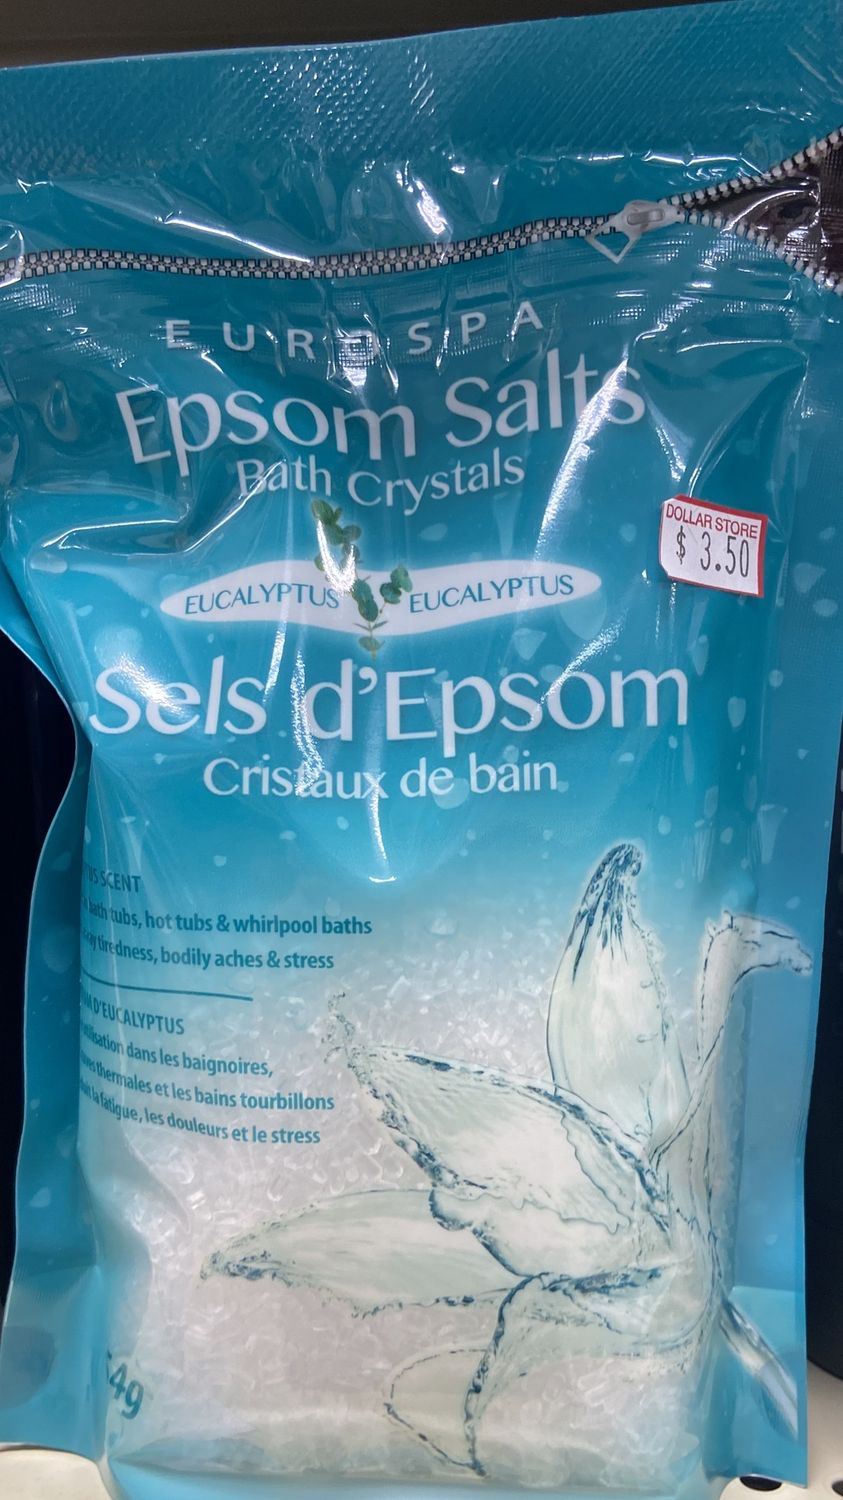 EUROSPA
Epsom Salts
Bath Crystals
DOLLAR STORE
$ 3.50
EUCALYPTUS EUCALYPTUS
Sels d'Epsom
Cristaux de bain
SCENT
bath tubs, hot tubs & whirlpool baths
tiredness, bodily aches & stress
D'EUCALYPTUS
dans les baignoires,
thermales et les bains tourbillons
la fatigue, les douleurs et le stress